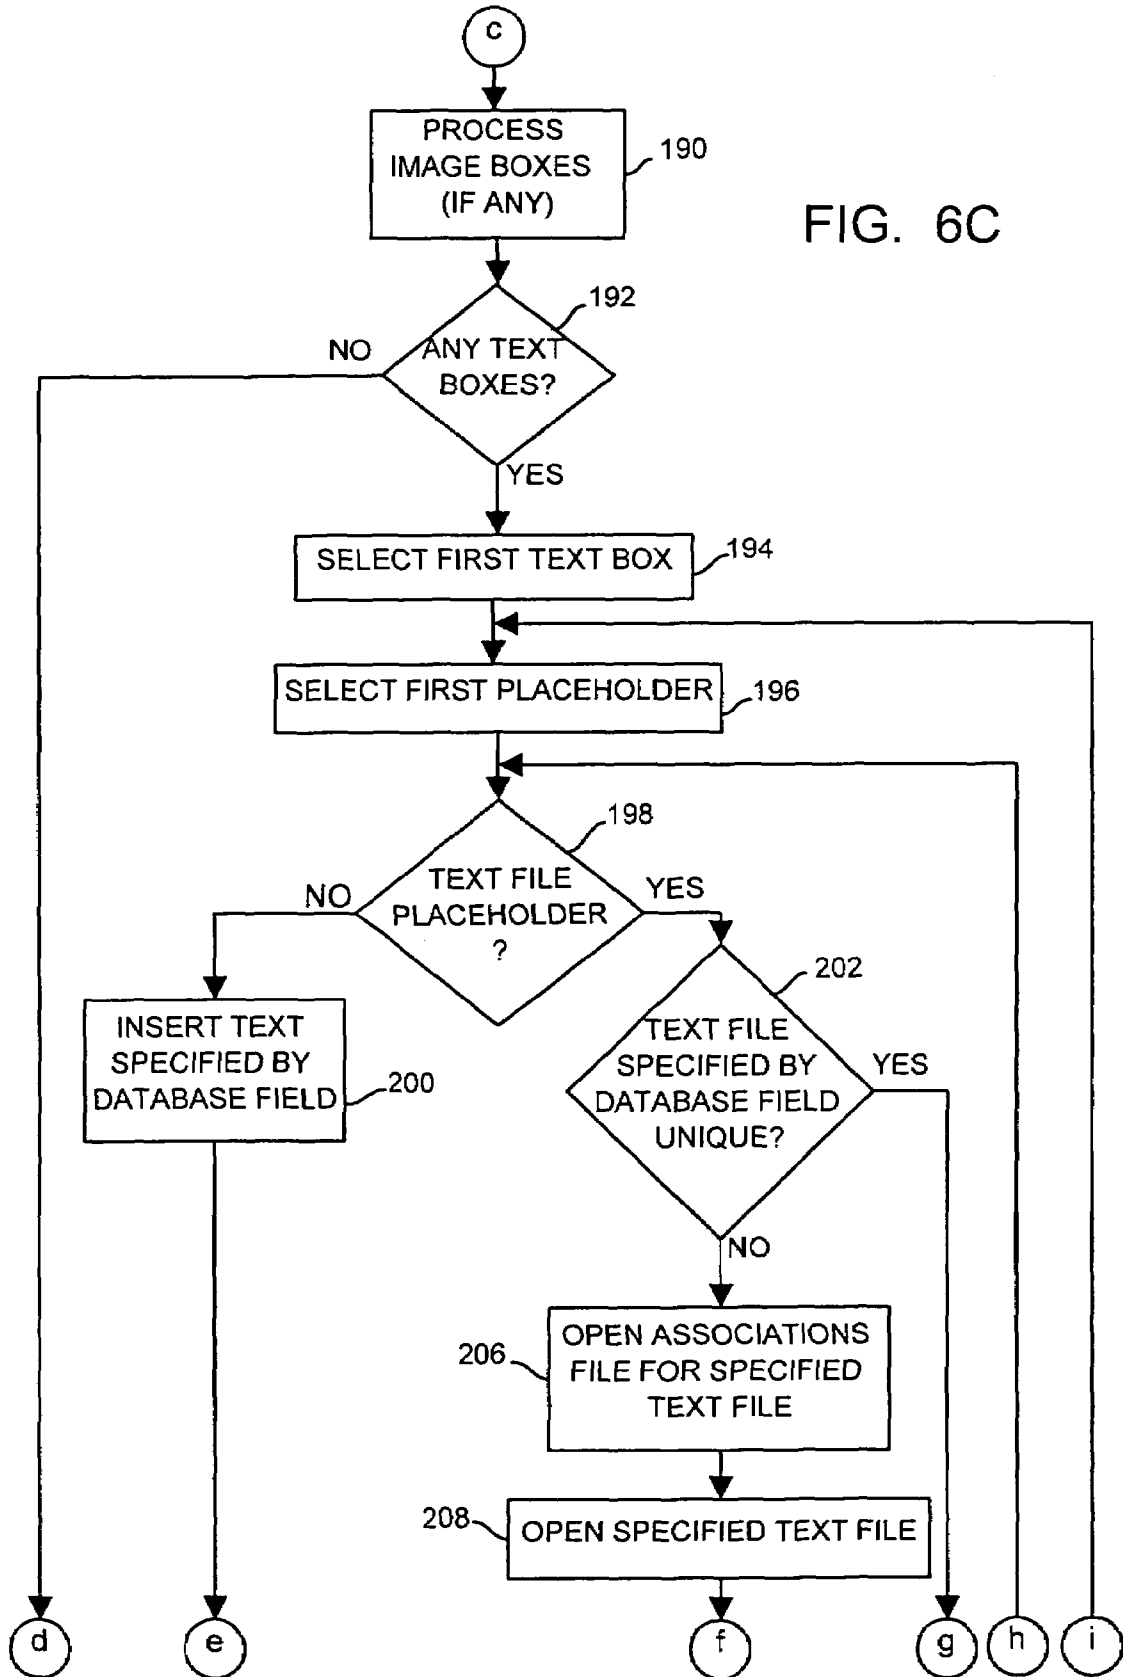 c
PROCESS
IMAGE BOXES
(IF ANY)
190
FIG. 6C
192
NO
ANY TEXT
BOXES?
YES
SELECT FIRST TEXT BOX
194
SELECT FIRST PLACEHOLDER
196
198
NO
TEXT FILE
PLACEHOLDER
?
YES
202
INSERT TEXT
SPECIFIED BY
DATABASE FIELD
200
TEXT FILE
SPECIFIED BY
DATABASE FIELD
UNIQUE?
YES
NO
206
OPEN ASSOCIATIONS
FILE FOR SPECIFIED
TEXT FILE
208
OPEN SPECIFIED TEXT FILE
d
e
f
g
h
i